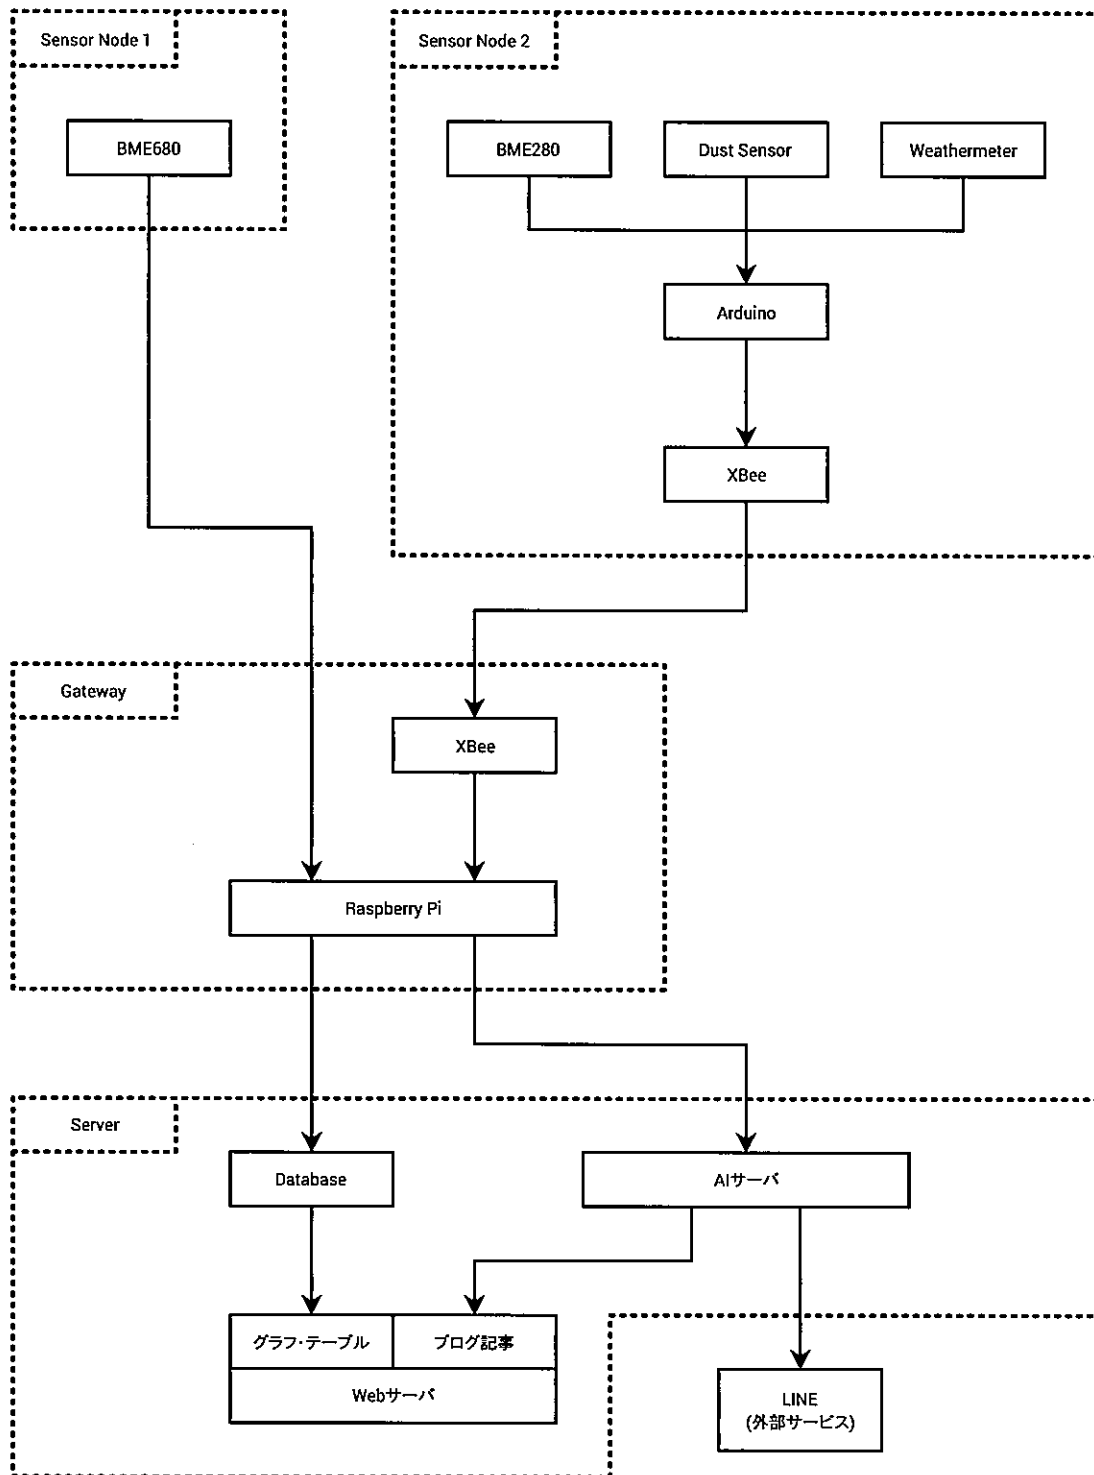 Sensor Node 1
Sensor Node 2
BME680
BME280
Dust Sensor
Weathermeter
Arduino
XBee
Gateway
XBee
Raspberry Pi
Server
Database
AIサーバ
グラフ・テーブル
ブログ記事
Webサーバ
LINE
(外部サービス)